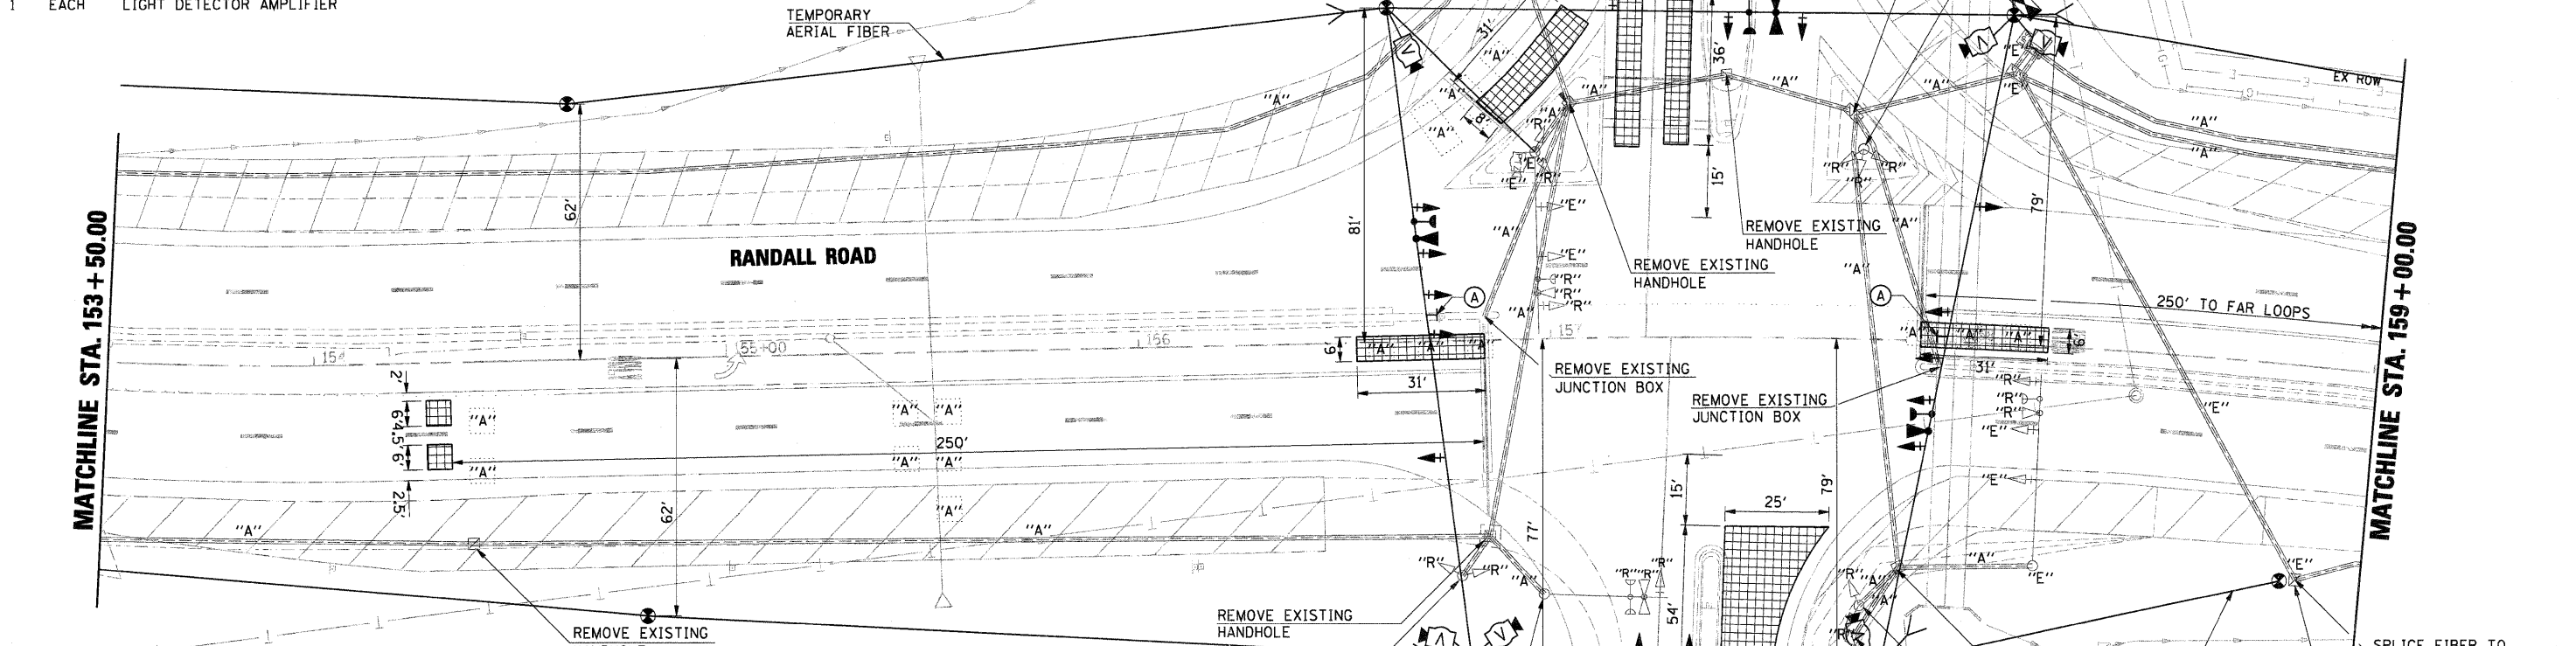 1 EACH LIGHT DETECTOR AMPLIFIER
TEMPORARY
AERIAL FIBER
31'
"A"
"A"
"A"
8'
36'
"A"
"A"
"A"
"E"
"E"
EX ROW
"A"
"A"
"A"
"A"
"R"
"E"
"E"
"R"
15'
"R"
"R"
"R"
62'
81'
"E"
"A"
"E"
"R"
"R"
"R"
"A"
REMOVE EXISTING
HANDHOLE
REMOVE EXISTING
HANDHOLE
"A"
"A"
79'
RANDALL ROAD
MATCHLINE STA. 153+50.00
MATCHLINE STA. 159+00.00
A
A
250' TO FAR LOOPS
55+00
156
15
6'
"A" "A"
31'
"A" "A" "A"
6'
31'
REMOVE EXISTING
JUNCTION BOX
REMOVE EXISTING
JUNCTION BOX
"R"
"R"
"R"
"E"
"E"
"E"
2'
6'
4.5'
6'
2.5'
"A"
"A"
"A" "A"
"A" "A"
"A"
250'
62'
"A"
"A"
15'
25'
79'
77'
54'
"R"
"R"
"A"
"R" "R"
"R"
"R"
"A"
"A"
"A"
"E"
"E"
"R"
REMOVE EXISTING
HANDHOLE
REMOVE EXISTING
SPLICE FIBER TO